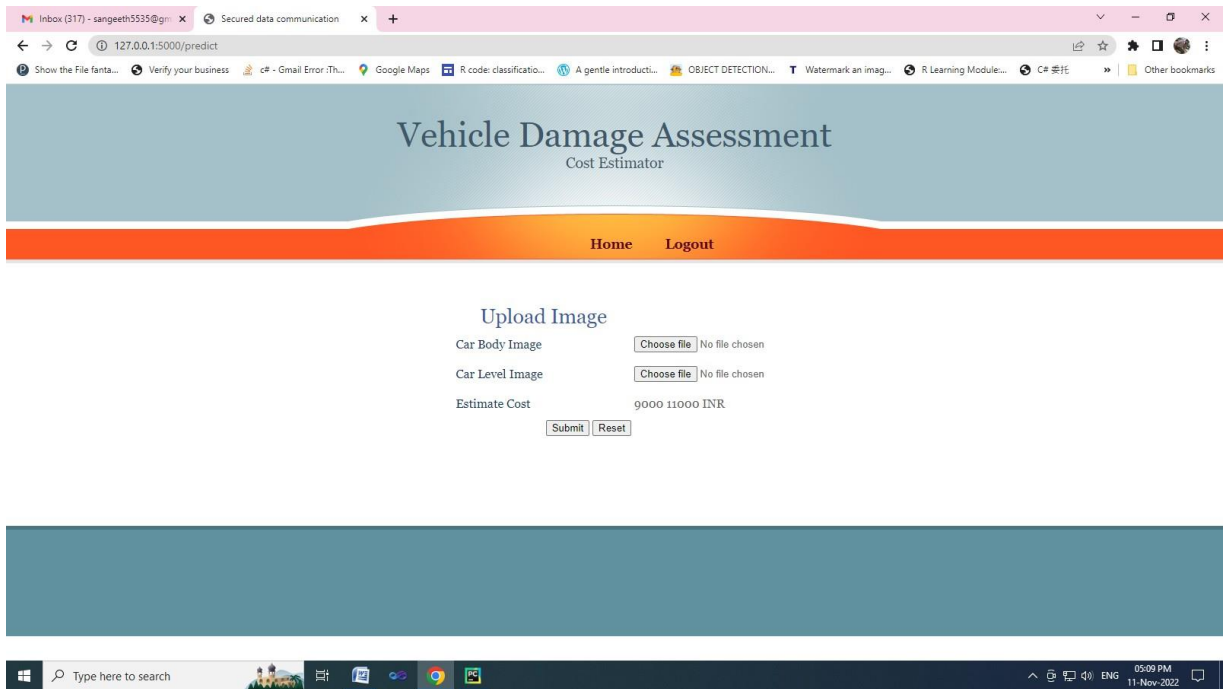 Inbox (317) - sangeeth5535@gm Secured data communication
127.0.0.1:5000/predict
Show the File fanta... Verify your business c# - Gmail Error :Th... Google Maps R code: classificatio... A gentle introducti... OBJECT DETECTION... Watermark an imag... R Learning Module:... C# 委托 » Other bookmarks
Vehicle Damage Assessment
Cost Estimator
Home Logout
Upload Image
Car Body Image Choose file No file chosen
Car Level Image Choose file No file chosen
Estimate Cost 9000 11000 INR
Submit Reset
Type here to search ENG 05:09 PM
11-Nov-2022